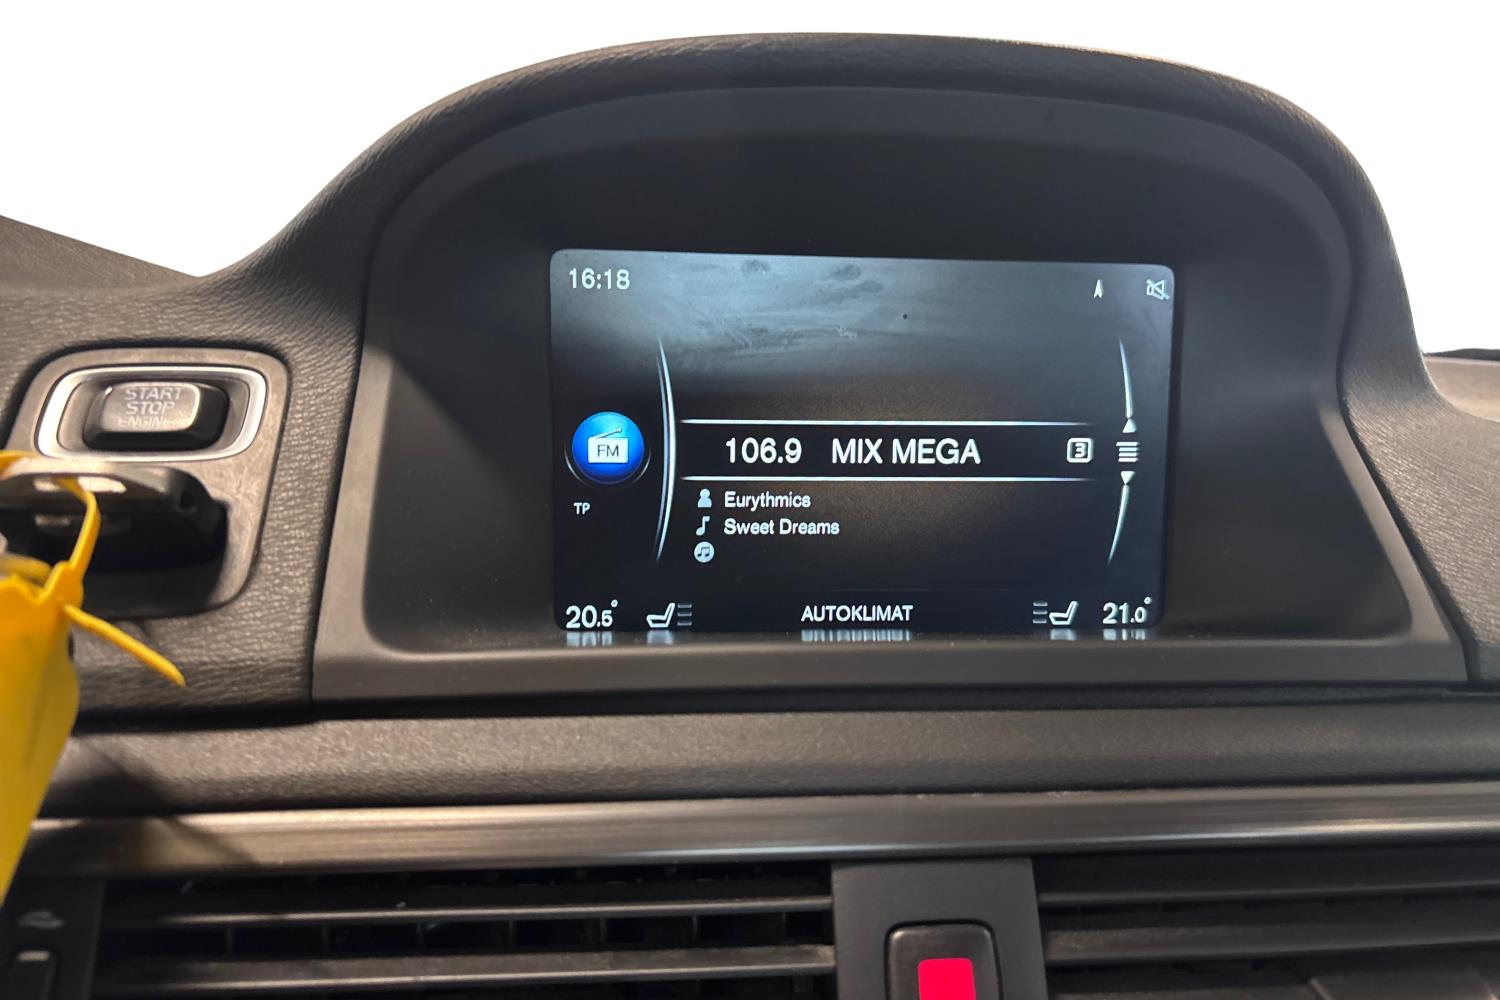 16:18
START
STOP
ENGINE
FM
106.9 MIX MEGA 3
TP
Eurythmics
Sweet Dreams
20.5° AUTOKLIMAT 21.0°